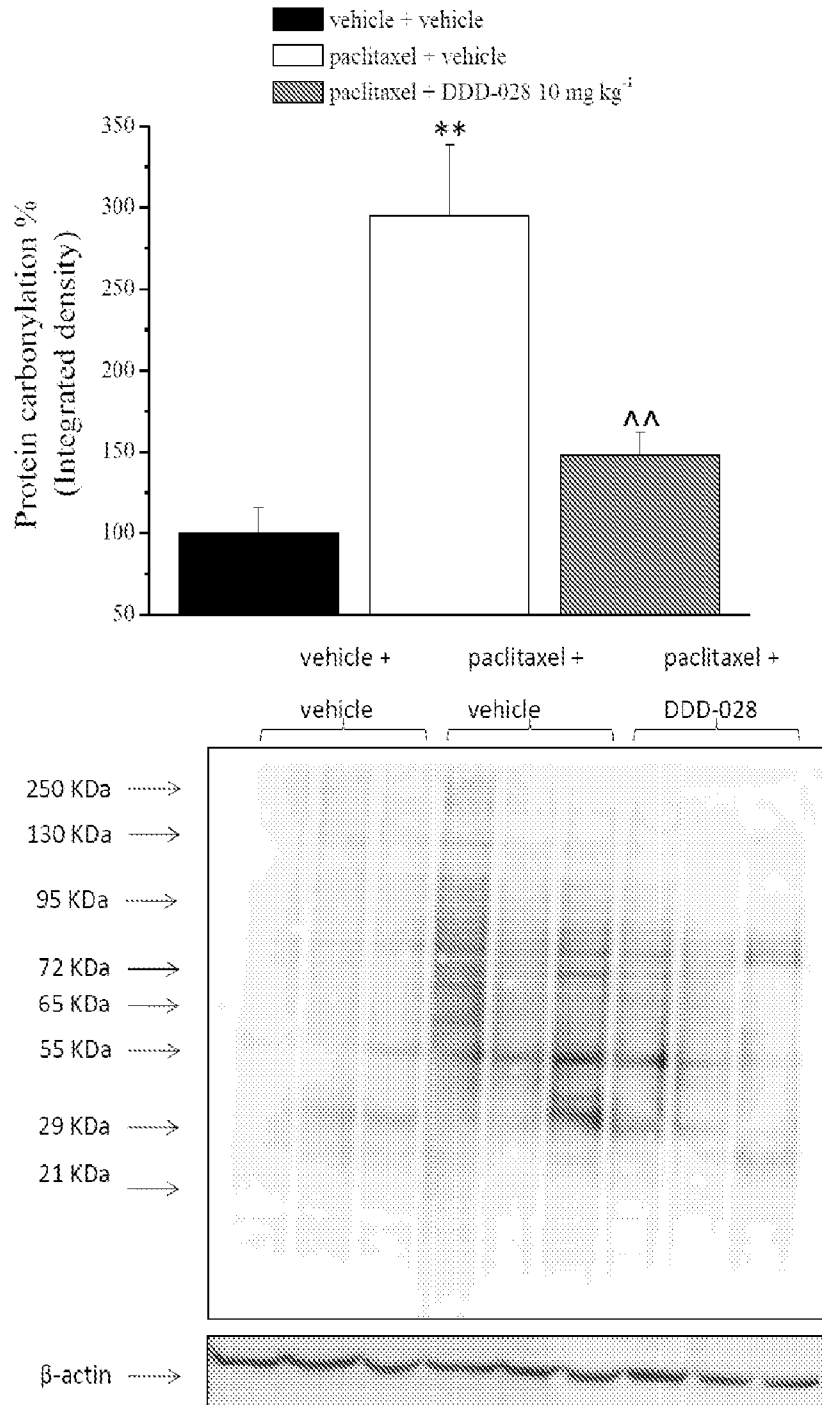 vehicle + vehicle
paclitaxel + vehicle
paclitaxel + DDD-028 10 mg kg⁻¹
Protein carbonylation %
(Integrated density)
350
300
250
200
150
100
50
**
^^
vehicle + paclitaxel + paclitaxel +
vehicle vehicle DDD-028
250 KDa
130 KDa
95 KDa
72 KDa
65 KDa
55 KDa
29 KDa
21 KDa
β-actin